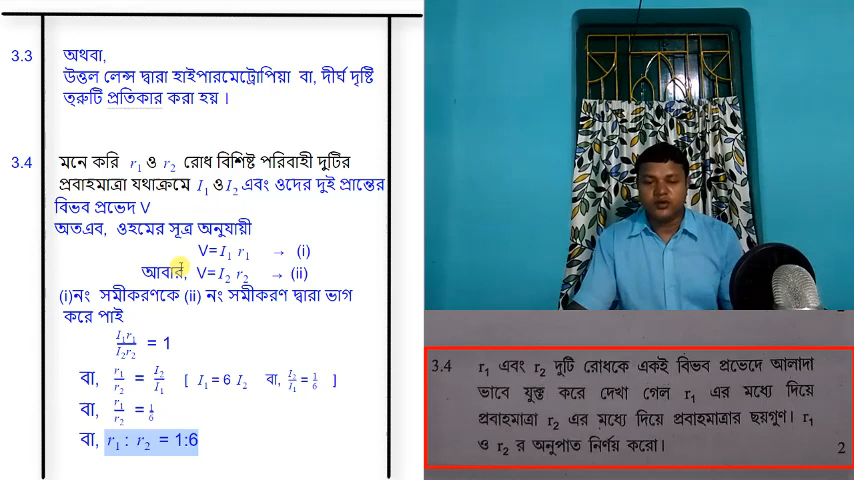 3.3 অথবা,
উত্তল লেন্স দ্বারা হাইপারমেট্রোপিয়া বা, দীর্ঘ দৃষ্টি
ত্রুটি প্রতিকার করা হয় ।
3.4 মনে করি r₁ ও r₂ রোধ বিশিষ্ট পরিবাহী দুটির
প্রবাহমাত্রা যথাক্রমে I₁ ও I₂ এবং ওদের দুই প্রান্তের
বিভব প্রভেদ V
অতএব, ওহমের সূত্র অনুযায়ী
V= I₁ r₁ → (i)
আবার, V= I₂ r₂ → (ii)
(i)নং সমীকরণকে (ii) নং সমীকরণ দ্বারা ভাগ
করে পাই
I₁r₁/I₂r₂ = 1
বা, r₁/r₂ = I₂/I₁ [ I₁ = 6 I₂ বা, I₂/I₁ = 1/6 ]
বা, r₁/r₂ = 1/6
বা, r₁ : r₂ = 1:6
3.4 r₁ এবং r₂ দুটি রোধকে একই বিভব প্রভেদে আলাদা
ভাবে যুক্ত করে দেখা গেল r₁ এর মধ্যে দিয়ে
প্রবাহমাত্রা r₂ এর মধ্যে দিয়ে প্রবাহমাত্রার ছয়গুণ। r₁
ও r₂ র অনুপাত নির্ণয় করো। 2